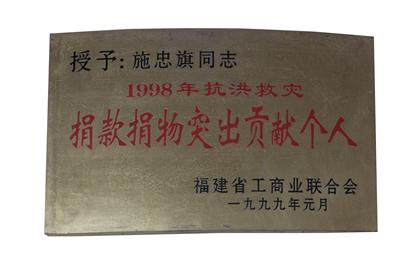 授予:施忠旗同志
1998年抗洪救灾
捐款捐物突出贡献个人
福建省工商业联合会
一九九九年元月